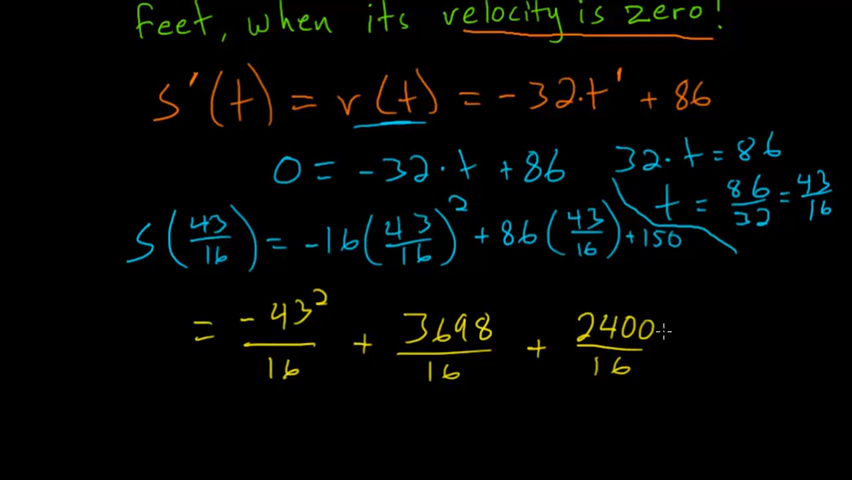 feet, when its velocity is zero!
s'(t) = v(t) = -32·t' + 86
0 = -32·t + 86
32·t = 86
t = 86/32 = 43/16
s(43/16) = -16(43/16)² + 86(43/16) + 150
= -43²/16 + 3698/16 + 2400/16